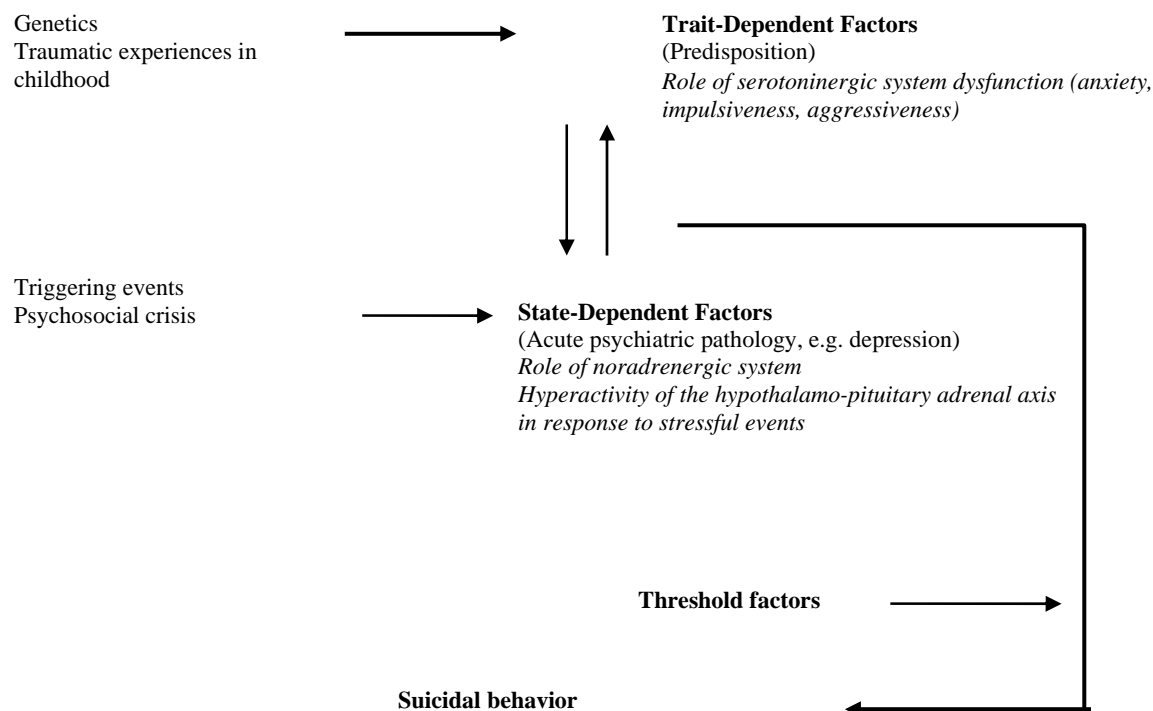 Genetics
Traumatic experiences in
childhood
Trait-Dependent Factors
(Predisposition)
Role of serotoninergic system dysfunction (anxiety,
impulsiveness, aggressiveness)
Triggering events
Psychosocial crisis
State-Dependent Factors
(Acute psychiatric pathology, e.g. depression)
Role of noradrenergic system
Hyperactivity of the hypothalamo-pituitary adrenal axis
in response to stressful events
Threshold factors
Suicidal behavior